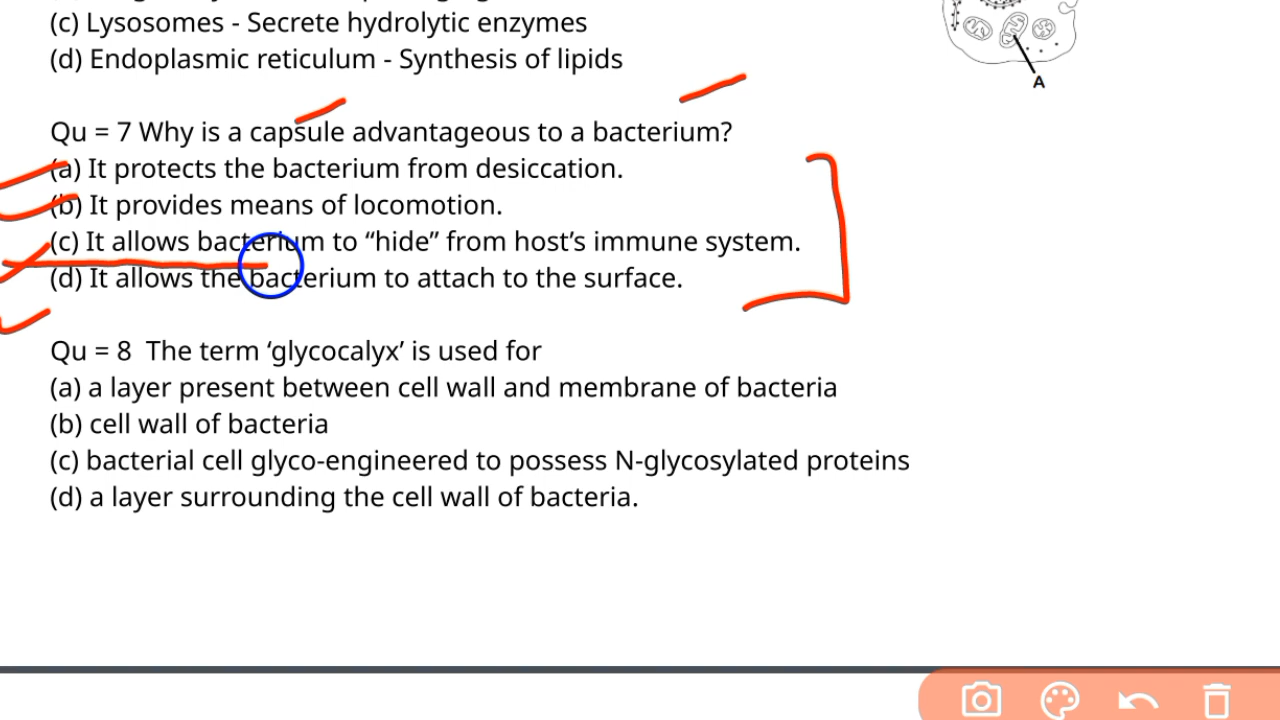 (c) Lysosomes - Secrete hydrolytic enzymes
(d) Endoplasmic reticulum - Synthesis of lipids
A
Qu = 7 Why is a capsule advantageous to a bacterium?
(a) It protects the bacterium from desiccation.
(b) It provides means of locomotion.
(c) It allows bacterium to “hide” from host’s immune system.
(d) It allows the bacterium to attach to the surface.
Qu = 8 The term ‘glycocalyx’ is used for
(a) a layer present between cell wall and membrane of bacteria
(b) cell wall of bacteria
(c) bacterial cell glyco-engineered to possess N-glycosylated proteins
(d) a layer surrounding the cell wall of bacteria.